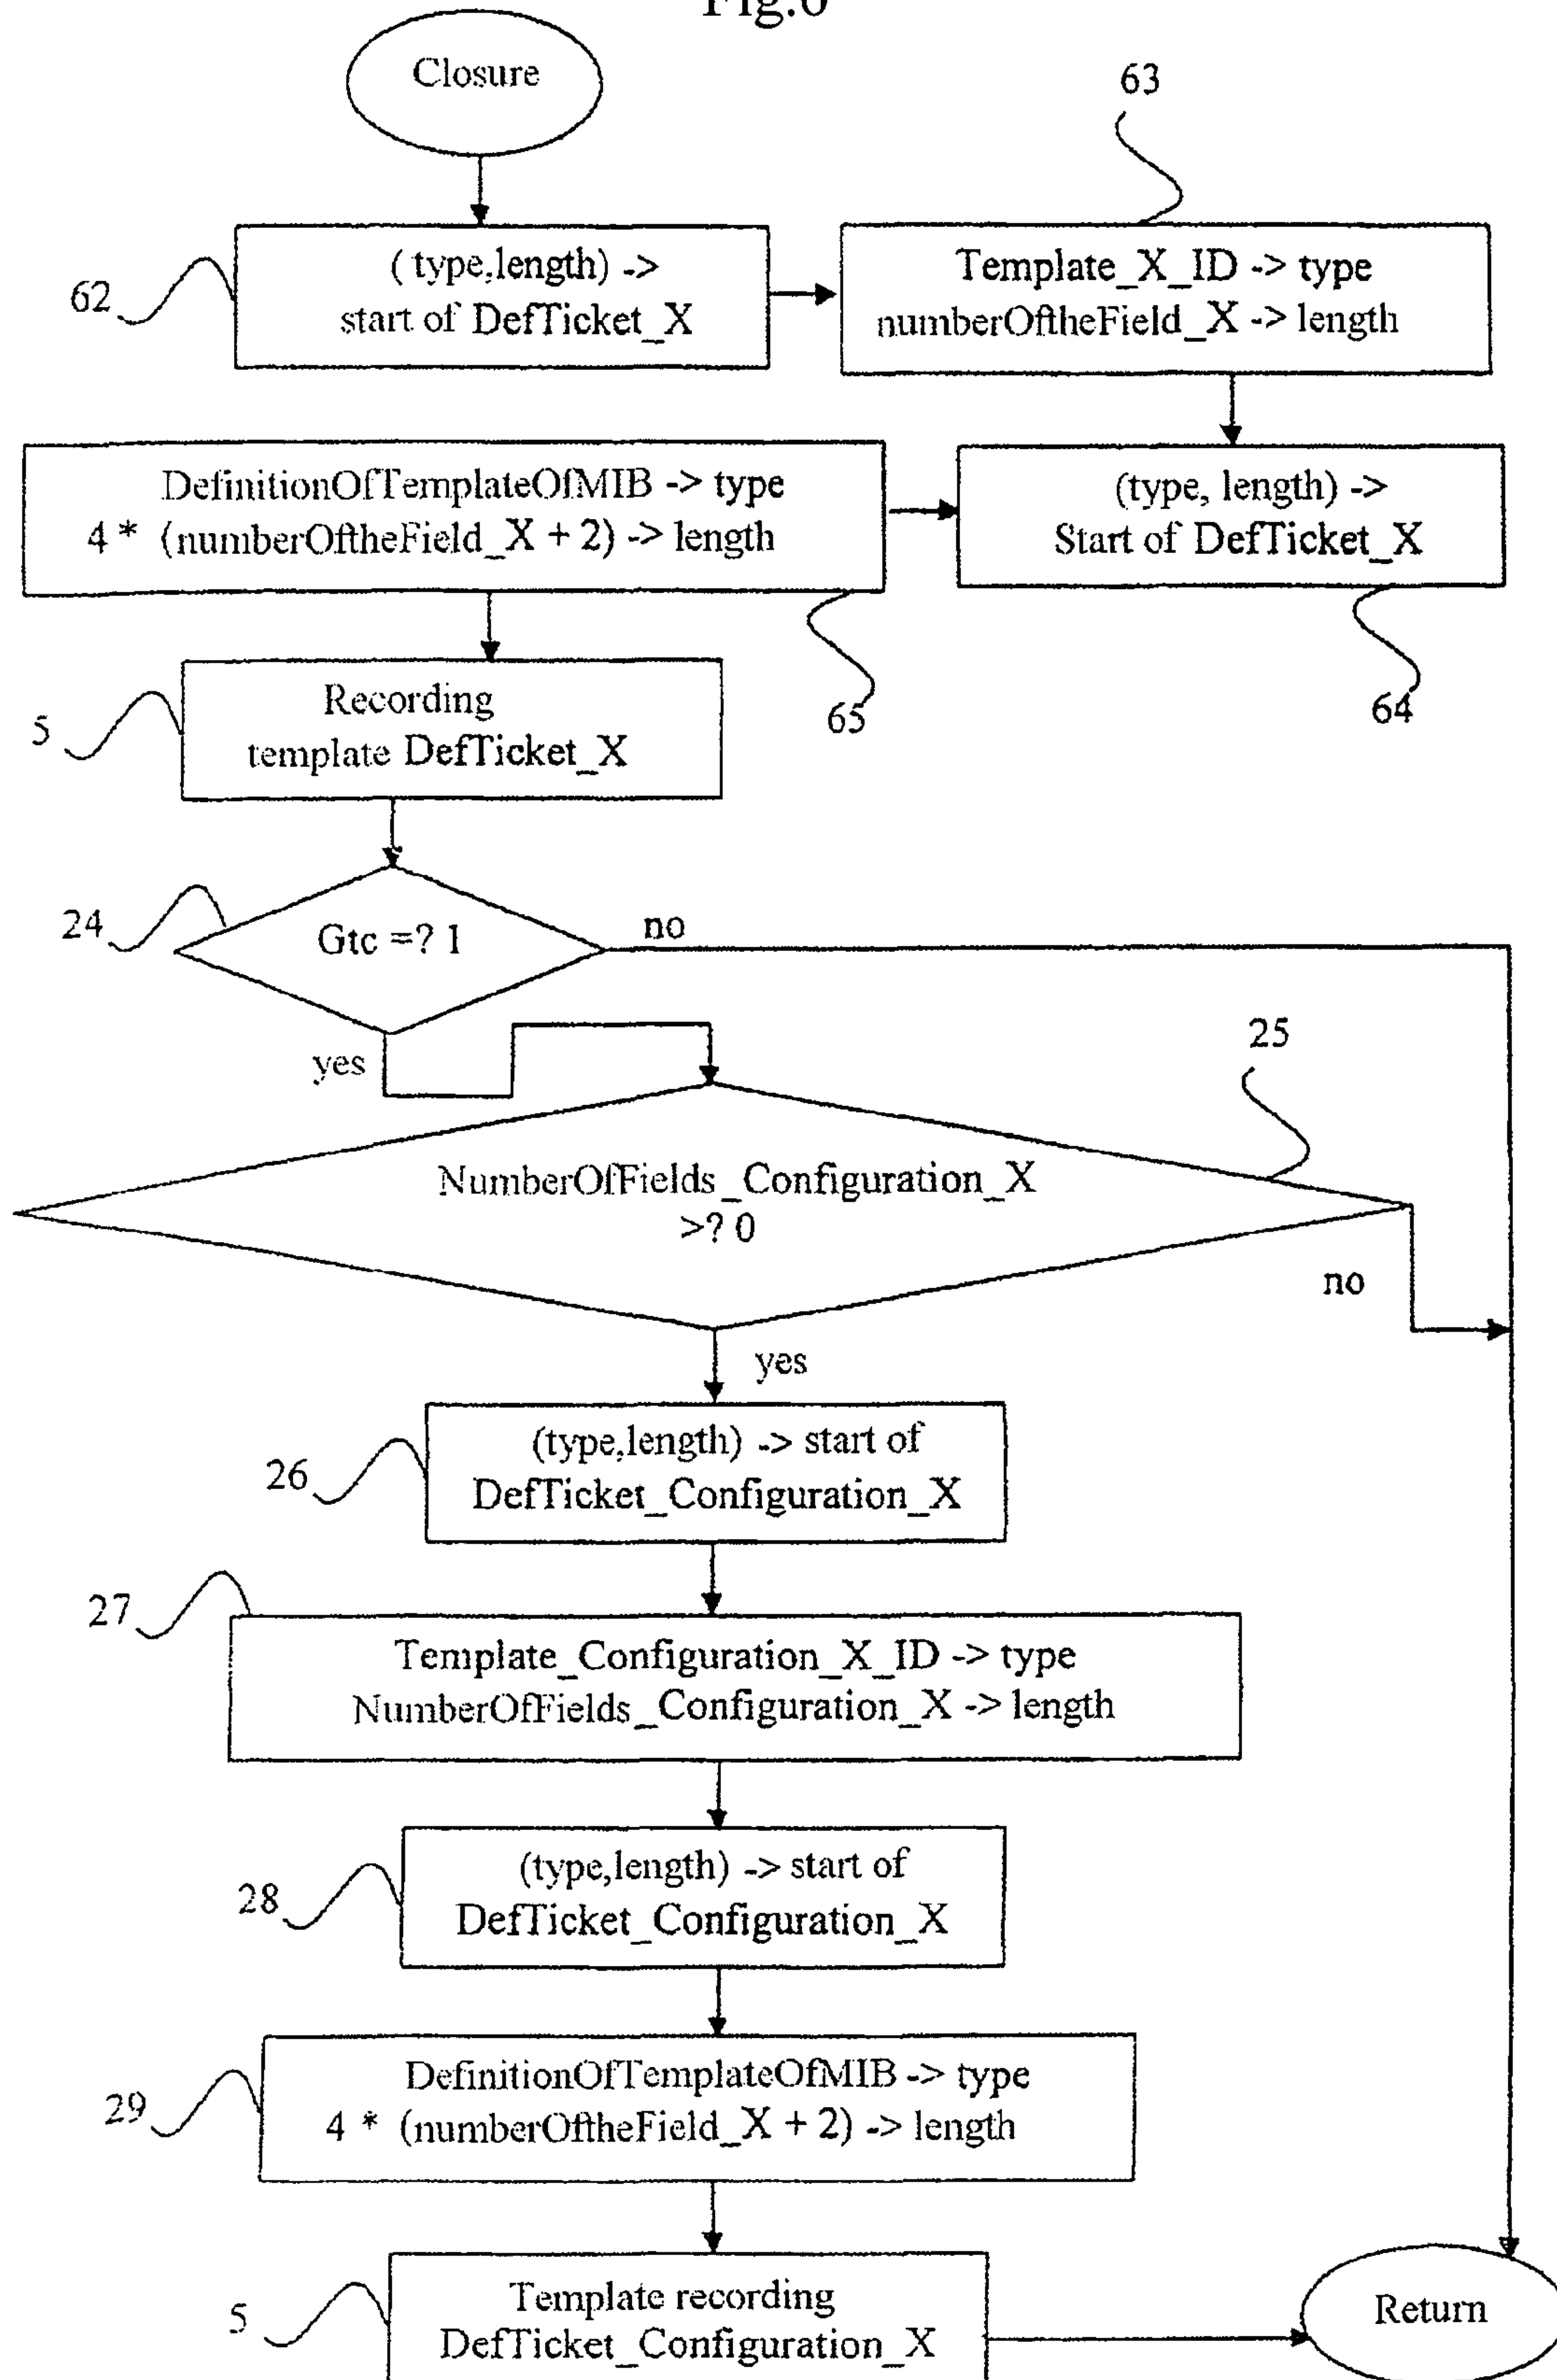 Fig.6
Closure
63
62
( type,length) ->
start of DefTicket_X
Template_X_ID -> type
numberOftheField_X -> length
DefinitionOfTemplateOfMIB -> type
4 * (numberOftheField_X + 2) -> length
(type, length) ->
Start of DefTicket_X
65
64
5
Recording
template DefTicket_X
24
Gtc =? 1
no
yes
25
NumberOfFields_Configuration_X
>? 0
no
yes
26
(type,length) -> start of
DefTicket_Configuration_X
27
Template_Configuration_X_ID -> type
NumberOfFields_Configuration_X -> length
28
(type,length) -> start of
DefTicket_Configuration_X
29
DefinitionOfTemplateOfMIB -> type
4 * (numberOftheField_X + 2) -> length
5
Template recording
DefTicket_Configuration_X
Return